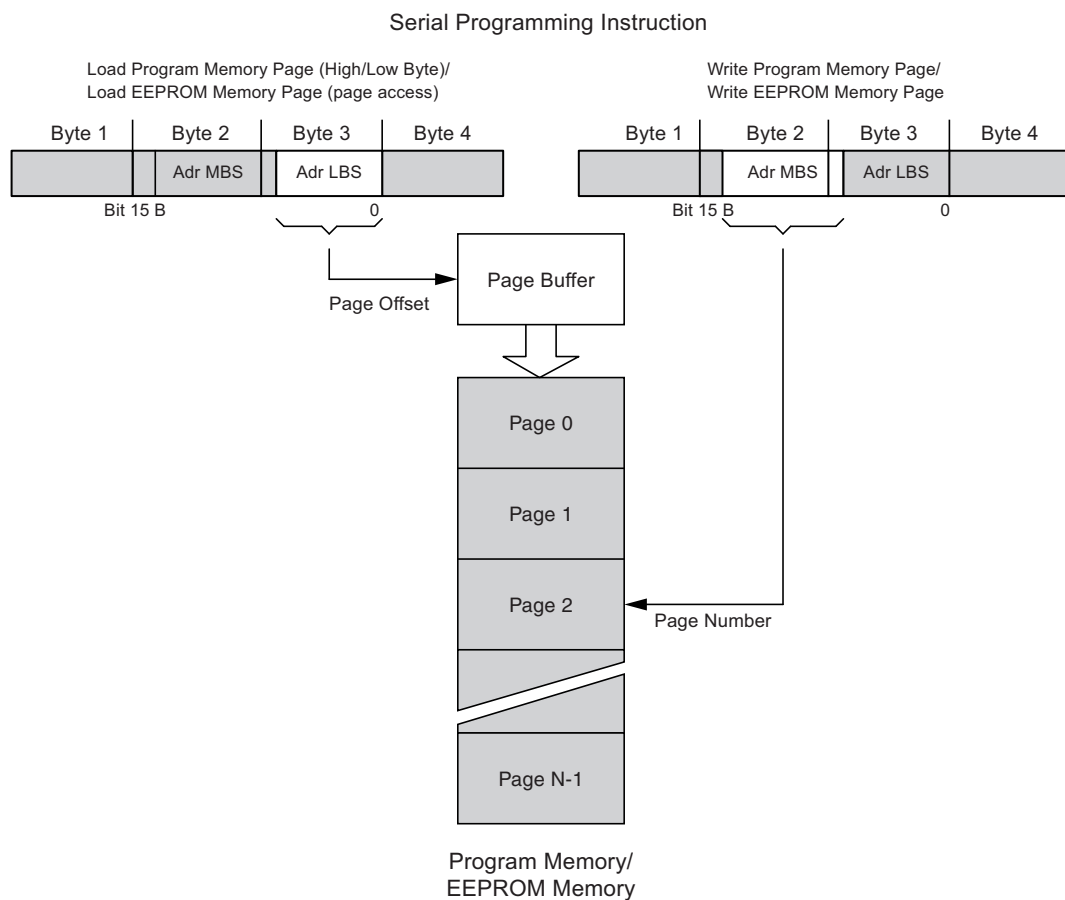 Serial Programming Instruction
Load Program Memory Page (High/Low Byte)/
Load EEPROM Memory Page (page access)
Byte 1 Byte 2 Byte 3 Byte 4
Adr MBS Adr LBS
Bit 15 B 0
Write Program Memory Page/
Write EEPROM Memory Page
Byte 1 Byte 2 Byte 3 Byte 4
Adr MBS Adr LBS
Bit 15 B 0
Page Buffer
Page Offset
Page 0
Page 1
Page 2
Page Number
Page N-1
Program Memory/
EEPROM Memory